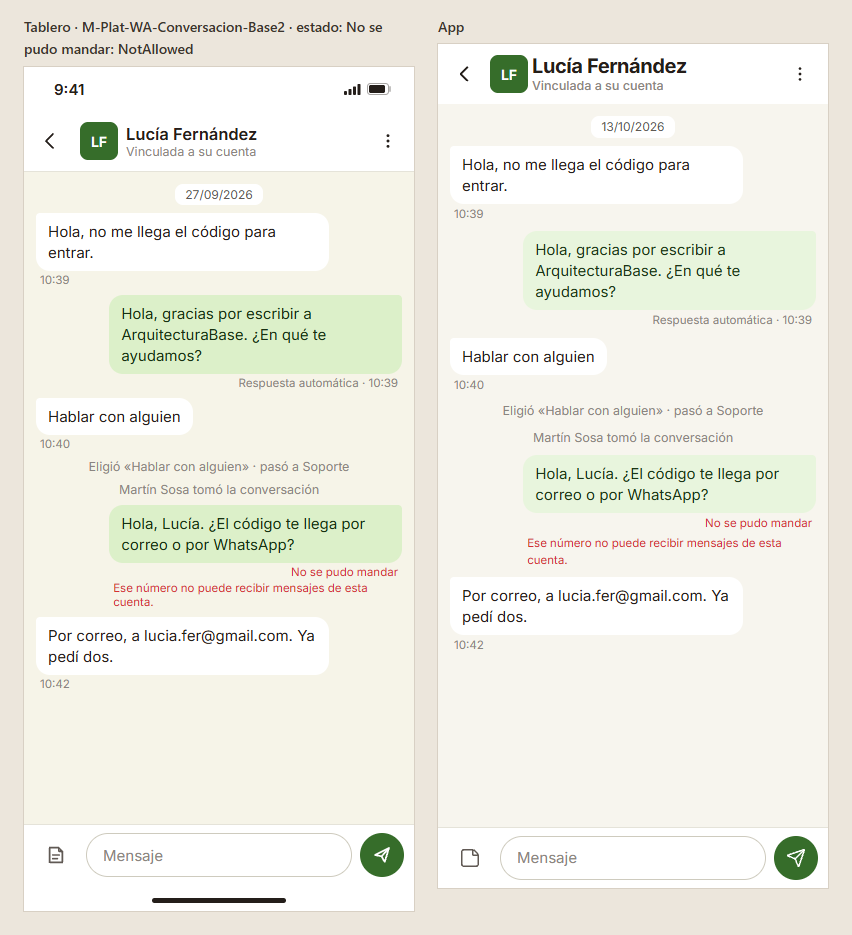 Tablero · M-Plat-WA-Conversacion-Base2 · estado: No se
pudo mandar: NotAllowed
9:41
LF
Lucía Fernández
Vinculada a su cuenta
27/09/2026
Hola, no me llega el código para
entrar.
10:39
Hola, gracias por escribir a
ArquitecturaBase. ¿En qué te
ayudamos?
Respuesta automática · 10:39
Hablar con alguien
10:40
Eligió «Hablar con alguien» · pasó a Soporte
Martín Sosa tomó la conversación
Hola, Lucía. ¿El código te llega por
correo o por WhatsApp?
No se pudo mandar
Ese número no puede recibir mensajes de esta
cuenta.
Por correo, a lucia.fer@gmail.com. Ya
pedí dos.
10:42
Mensaje
App
LF
Lucía Fernández
Vinculada a su cuenta
13/10/2026
Hola, no me llega el código para
entrar.
10:39
Hola, gracias por escribir a
ArquitecturaBase. ¿En qué te
ayudamos?
Respuesta automática · 10:39
Hablar con alguien
10:40
Eligió «Hablar con alguien» · pasó a Soporte
Martín Sosa tomó la conversación
Hola, Lucía. ¿El código te llega por
correo o por WhatsApp?
No se pudo mandar
Ese número no puede recibir mensajes de esta
cuenta.
Por correo, a lucia.fer@gmail.com. Ya
pedí dos.
10:42
Mensaje